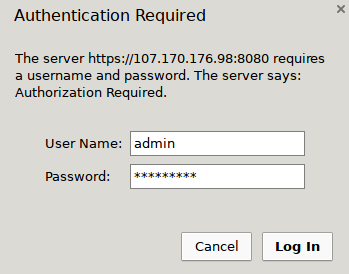 Authentication Required
The server https://107.170.176.98:8080 requires
a username and password. The server says:
Authorization Required.
User Name: admin
Password: *********
Cancel Log In